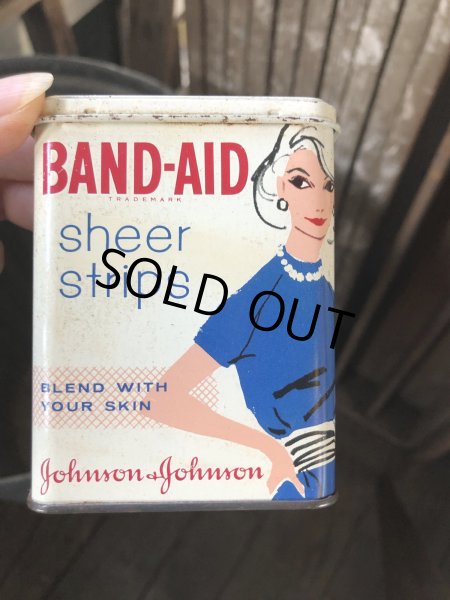 BAND-AID
TRADEMARK
sheer
strips
SOLD OUT
BLEND WITH
YOUR SKIN
Johnson & Johnson